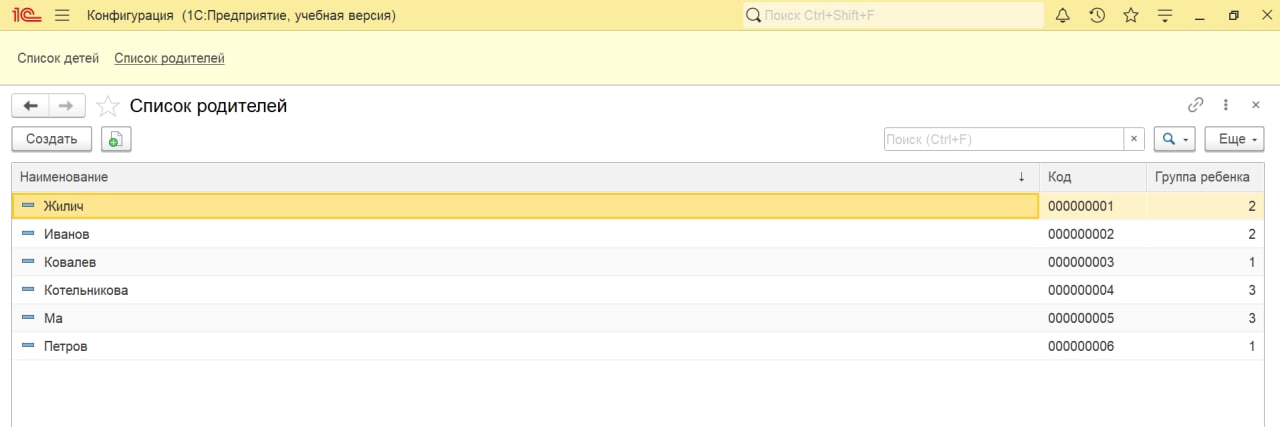 1С Конфигурация (1С:Предприятие, учебная версия) Поиск Ctrl+Shift+F
Список детей Список родителей
Список родителей
Создать Поиск (Ctrl+F) × Еще
Наименование ↓ Код Группа ребенка
Жилич 000000001 2
Иванов 000000002 2
Ковалев 000000003 1
Котельникова 000000004 3
Ма 000000005 3
Петров 000000006 1